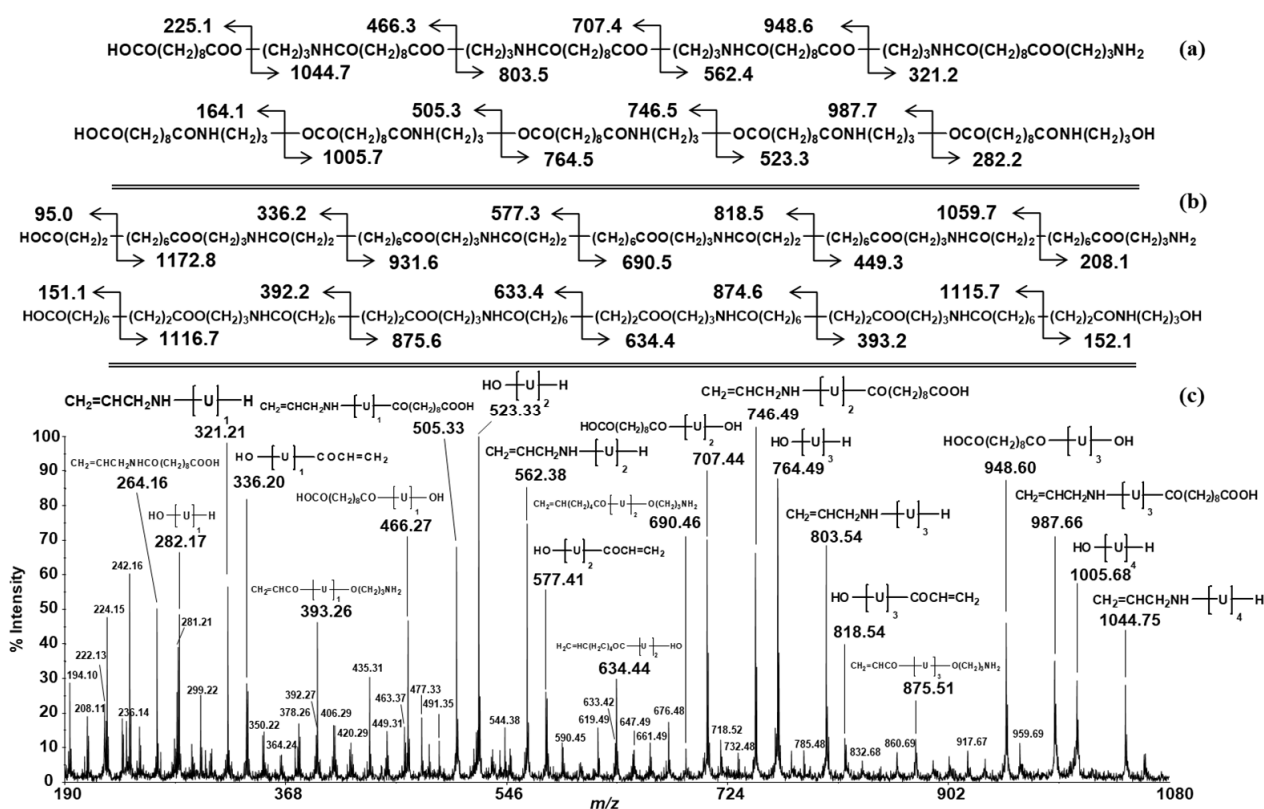 225.1 466.3 707.4 948.6
HOCO(CH2)8COO (CH2)3NHCO(CH2)8COO (CH2)3NHCO(CH2)8COO (CH2)3NHCO(CH2)8COO (CH2)3NHCO(CH2)8COO(CH2)3NH2 (a)
1044.7 803.5 562.4 321.2
164.1 505.3 746.5 987.7
HOCO(CH2)8CONH(CH2)3 OCO(CH2)8CONH(CH2)3 OCO(CH2)8CONH(CH2)3 OCO(CH2)8CONH(CH2)3 OCO(CH2)8CONH(CH2)3OH
1005.7 764.5 523.3 282.2
(b)
95.0 336.2 577.3 818.5 1059.7
HOCO(CH2)2 (CH2)6COO(CH2)3NHCO(CH2)2 (CH2)6COO(CH2)3NHCO(CH2)2 (CH2)6COO(CH2)3NHCO(CH2)2 (CH2)6COO(CH2)3NHCO(CH2)2 (CH2)6COO(CH2)3NH2
1172.8 931.6 690.5 449.3 208.1
151.1 392.2 633.4 874.6 1115.7
HOCO(CH2)6 (CH2)2COO(CH2)3NHCO(CH2)6 (CH2)2COO(CH2)3NHCO(CH2)6 (CH2)2COO(CH2)3NHCO(CH2)6 (CH2)2COO(CH2)3NHCO(CH2)6 (CH2)2CONH(CH2)3OH
1116.7 875.6 634.4 393.2 152.1
(c)
CH2=CHCH2NH [U]1 H
321.21
CH2=CHCH2NH [U]1 CO(CH2)8COOH
505.33
HO [U]2 H
523.33
CH2=CHCH2NH [U]2 CO(CH2)8COOH
746.49
CH2=CHCH2NHCO(CH2)8COOH
264.16
HO [U]1 H
282.17
HO [U]1 COCH=CH2
336.20
HOCO(CH2)8CO [U]1 OH
466.27
CH2=CHCH2NH [U]2 H
562.38
HOCO(CH2)8CO [U]2 OH
707.44
HO [U]3 H
764.49
HOCO(CH2)8CO [U]3 OH
948.60
CH2=CHCH2NH [U]3 CO(CH2)8COOH
987.66
CH2=CH(CH2)4CO [U]2 O(CH2)3NH2
690.46
CH2=CHCH2NH [U]3 H
803.54
HO [U]2 COCH=CH2
577.41
HO [U]4 H
1005.68
CH2=CHCO [U]1 O(CH2)3NH2
393.26
HO [U]3 COCH=CH2
818.54
CH2=CHCH2NH [U]4 H
1044.75
H2C=HC(H2C)4OC [U]2 HO
634.44
CH2=CHCO [U]3 O(CH2)3NH2
875.51
242.16
224.15
281.21
222.13
194.10
208.11
236.14
299.22
350.22
364.24
378.26
392.27
406.29
420.29
435.31
449.31
463.37
477.33
491.35
544.38
590.45
619.49
633.42
647.49
661.49
676.48
718.52
732.48
785.48
832.68
860.69
917.67
959.69
% Intensity
100
90
80
70
60
50
40
30
20
10
0
190 368 546 724 902 1080
m/z